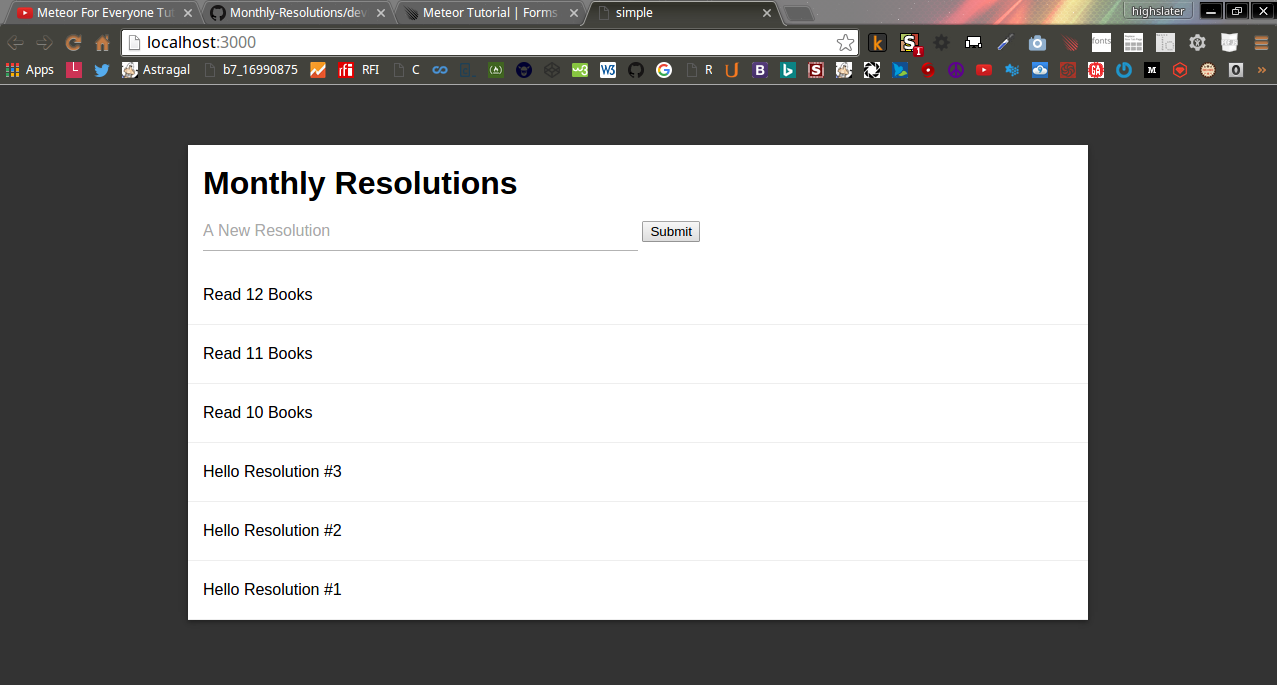 Meteor For Everyone Tut
Monthly-Resolutions/dev
Meteor Tutorial | Forms
simple
highslater
localhost:3000
fonts
Apps
Astragal
b7_16990875
rfi RFI
C
R
Monthly Resolutions
A New Resolution
Submit
Read 12 Books
Read 11 Books
Read 10 Books
Hello Resolution #3
Hello Resolution #2
Hello Resolution #1